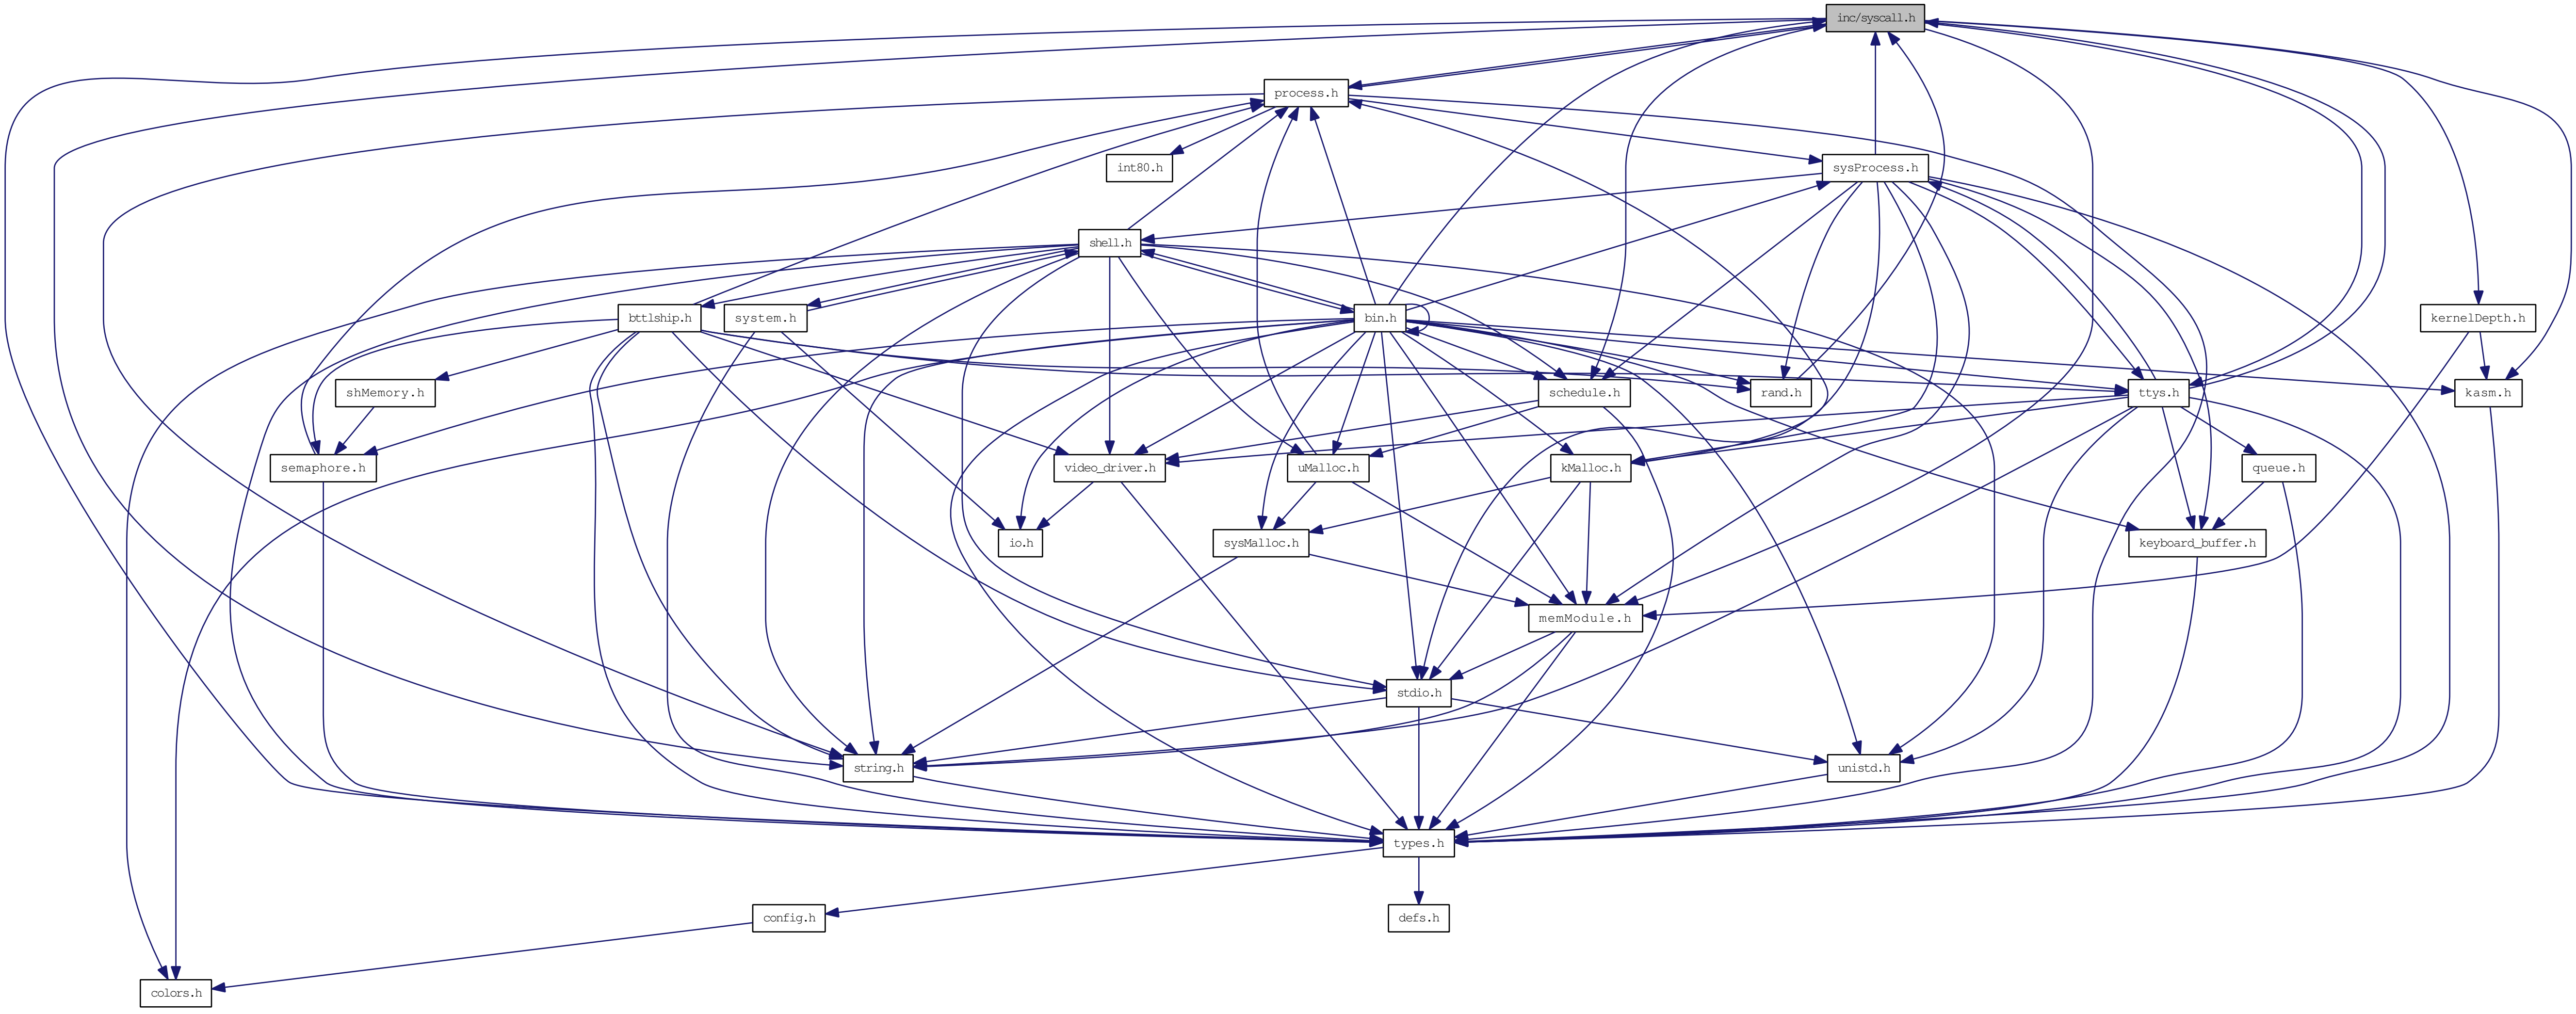 inc/syscall.h
process.h
int80.h
sysProcess.h
shell.h
bttlship.h
system.h
bin.h
kernelDepth.h
shMemory.h
schedule.h
rand.h
ttys.h
kasm.h
semaphore.h
video_driver.h
uMalloc.h
kMalloc.h
queue.h
io.h
sysMalloc.h
keyboard_buffer.h
memModule.h
stdio.h
string.h
unistd.h
types.h
config.h
defs.h
colors.h